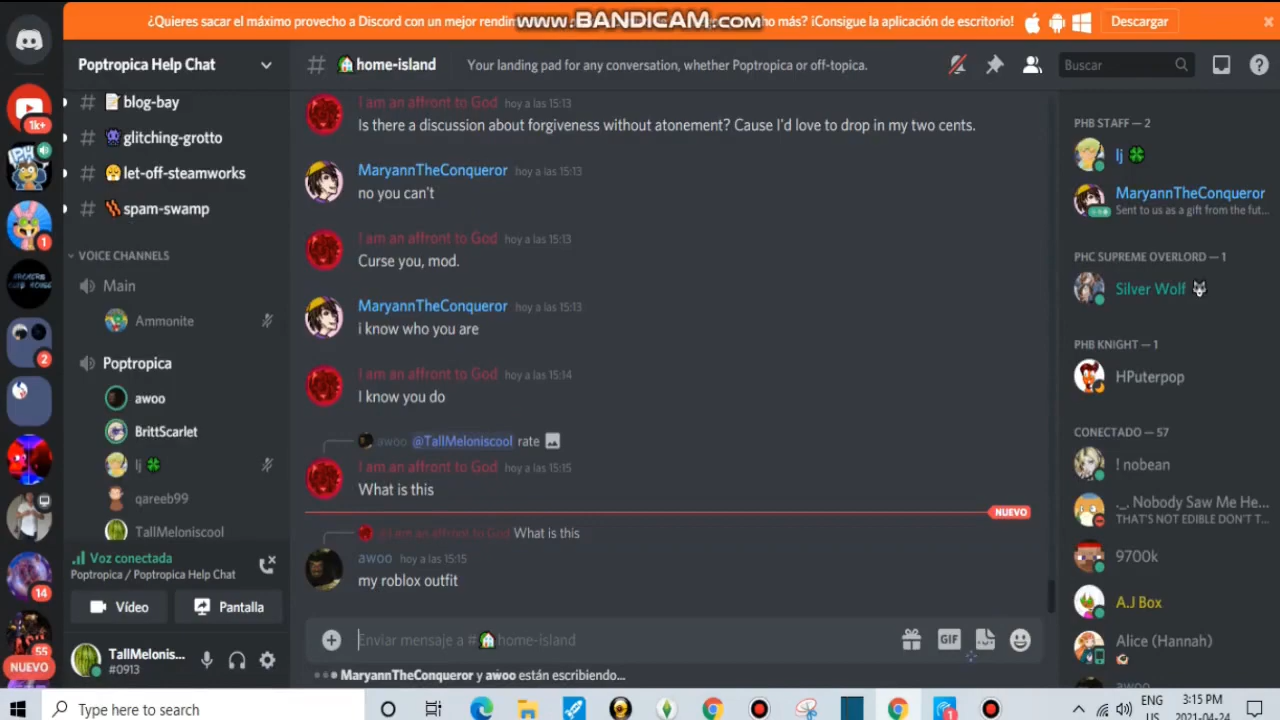 ¿Quieres sacar el máximo provecho a Discord con un mejor rendim
www.BANDICAM.com
ho más? ¡Consigue la aplicación de escritorio!
Descargar
Poptropica Help Chat
home-island
Your landing pad for any conversation, whether Poptropica or off-topica.
Buscar
1K+
1
2
14
55
NUEVO
blog-bay
glitching-grotto
let-off-steamworks
spam-swamp
VOICE CHANNELS
Main
Ammonite
Poptropica
awoo
BrittScarlet
lj
qareeb99
TallMeloniscool
Voz conectada
Poptropica / Poptropica Help Chat
Vídeo
Pantalla
TallMelonis...
#0913
I am an affront to God hoy a las 15:13
Is there a discussion about forgiveness without atonement? Cause I'd love to drop in my two cents.
MaryannTheConqueror hoy a las 15:13
no you can't
I am an affront to God hoy a las 15:13
Curse you, mod.
MaryannTheConqueror hoy a las 15:13
i know who you are
I am an affront to God hoy a las 15:14
I know you do
awoo @TallMeloniscool rate
I am an affront to God hoy a las 15:15
What is this
NUEVO
@I am an affront to God What is this
awoo hoy a las 15:15
my roblox outfit
Enviar mensaje a # home-island
GIF
MaryannTheConqueror y awoo están escribiendo...
PHB STAFF — 2
lj
MaryannTheConqueror
Sent to us as a gift from the fut...
PHC SUPREME OVERLORD — 1
Silver Wolf
PHB KNIGHT — 1
HPuterpop
CONECTADO — 57
! nobean
._. Nobody Saw Me He...
THAT'S NOT EDIBLE DON'T T...
9700k
A.J Box
Alice (Hannah)
awoo
Type here to search
1
ENG
US
3:15 PM
2021-04-24